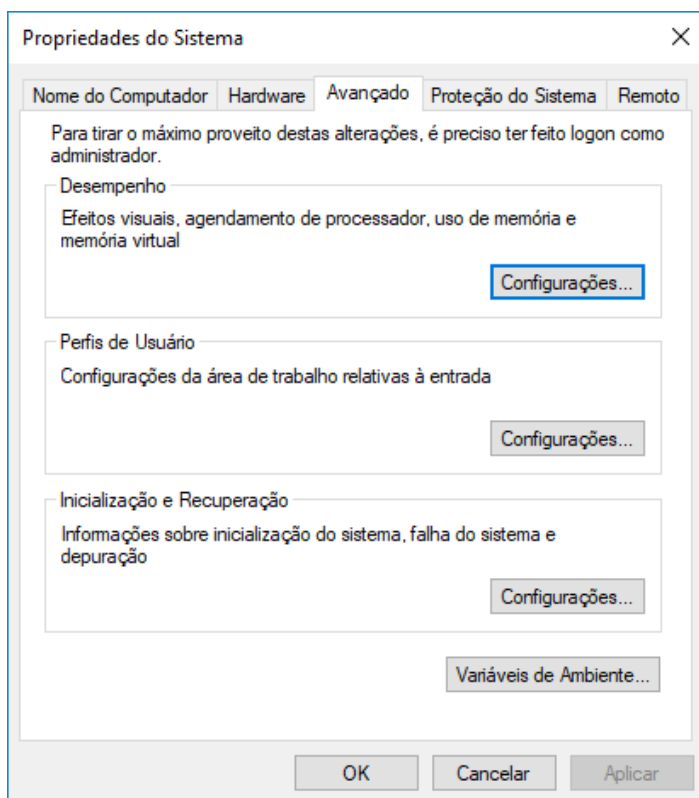 Propriedades do Sistema
Nome do Computador Hardware Avançado Proteção do Sistema Remoto
Para tirar o máximo proveito destas alterações, é preciso ter feito logon como
administrador.
Desempenho
Efeitos visuais, agendamento de processador, uso de memória e
memória virtual
Configurações...
Perfis de Usuário
Configurações da área de trabalho relativas à entrada
Configurações...
Inicialização e Recuperação
Informações sobre inicialização do sistema, falha do sistema e
depuração
Configurações...
Variáveis de Ambiente...
OK Cancelar Aplicar